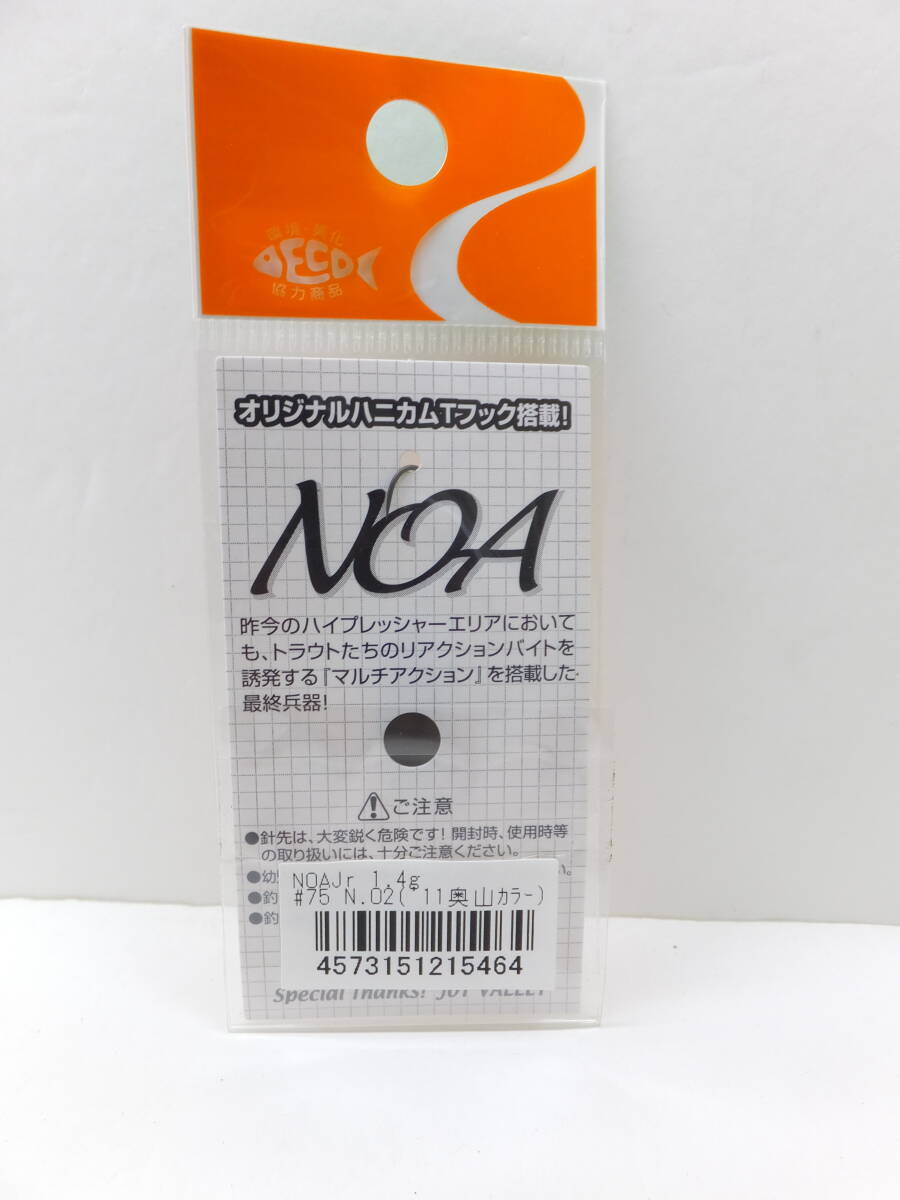 環境・美化
ECO
協力商品
オリジナルハニカムTフック搭載!
NOA
昨今のハイプレッシャーエリアにおいて
も、トラウトたちのリアクションバイトを
誘発する『マルチアクション』を搭載した
最終兵器!
ご注意
●針先は、大変鋭く危険です! 開封時、使用時等
の取り扱いには、十分ご注意ください。
●幼
●釣
●釣
NOAJr 1.4g
#75 N.02('11奥山カラー)
4573151215464
Special Thanks! JOY VALLEY